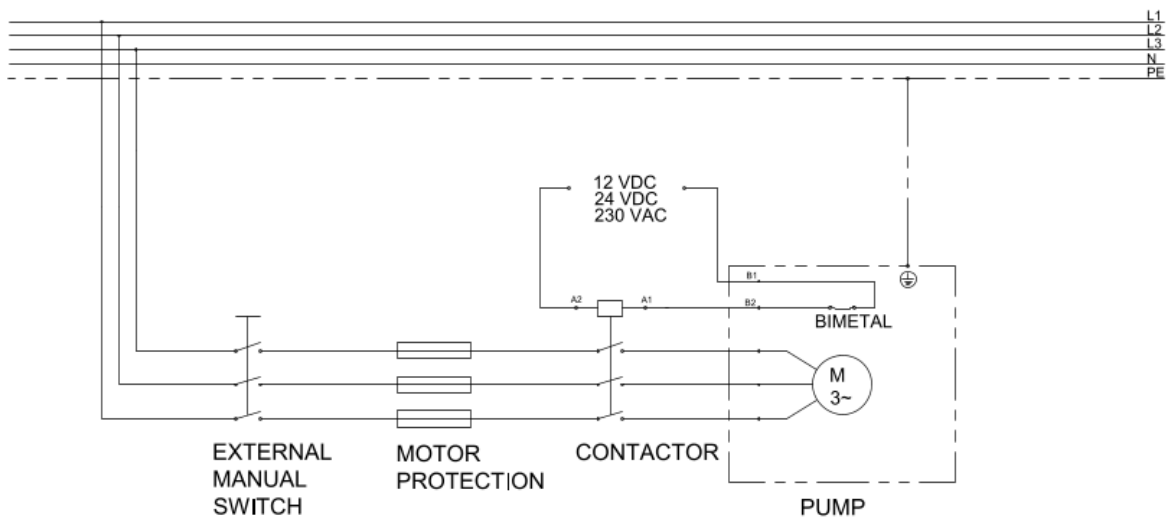 L1
L2
L3
N
PE
12 VDC
24 VDC
230 VAC
B1
A2
A1
B2
BIMETAL
M
3~
EXTERNAL
MANUAL
SWITCH
MOTOR
PROTECTION
CONTACTOR
PUMP